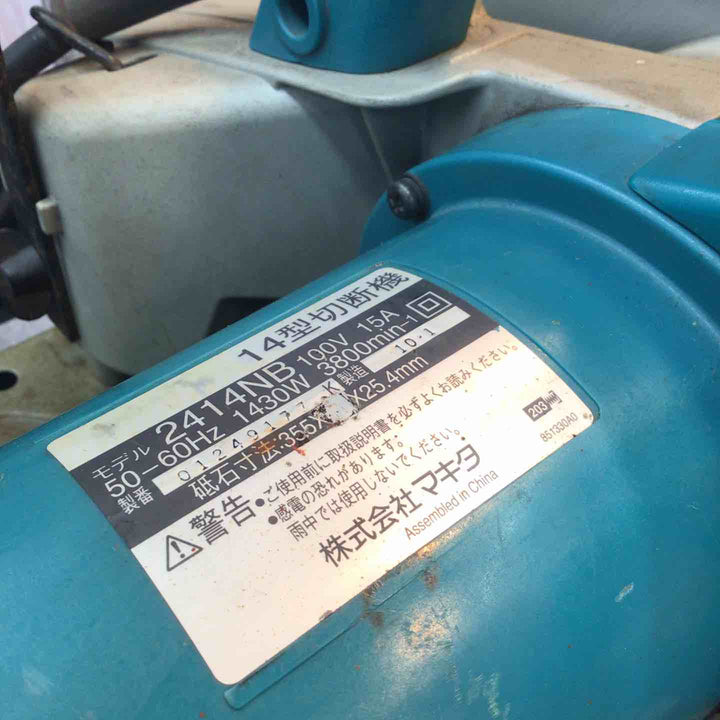 14型切断機
モデル 2414NB 100V 15A
50-60Hz 1430W 3800min-1
製番 K 製造 10.1
砥石寸法:355X X25.4mm
警告 •ご使用前に取扱説明書を必ずよくお読みください。
•感電の恐れがあります。
雨中では使用しないでください。
株式会社マキタ
Assembled in China
203
851330A0